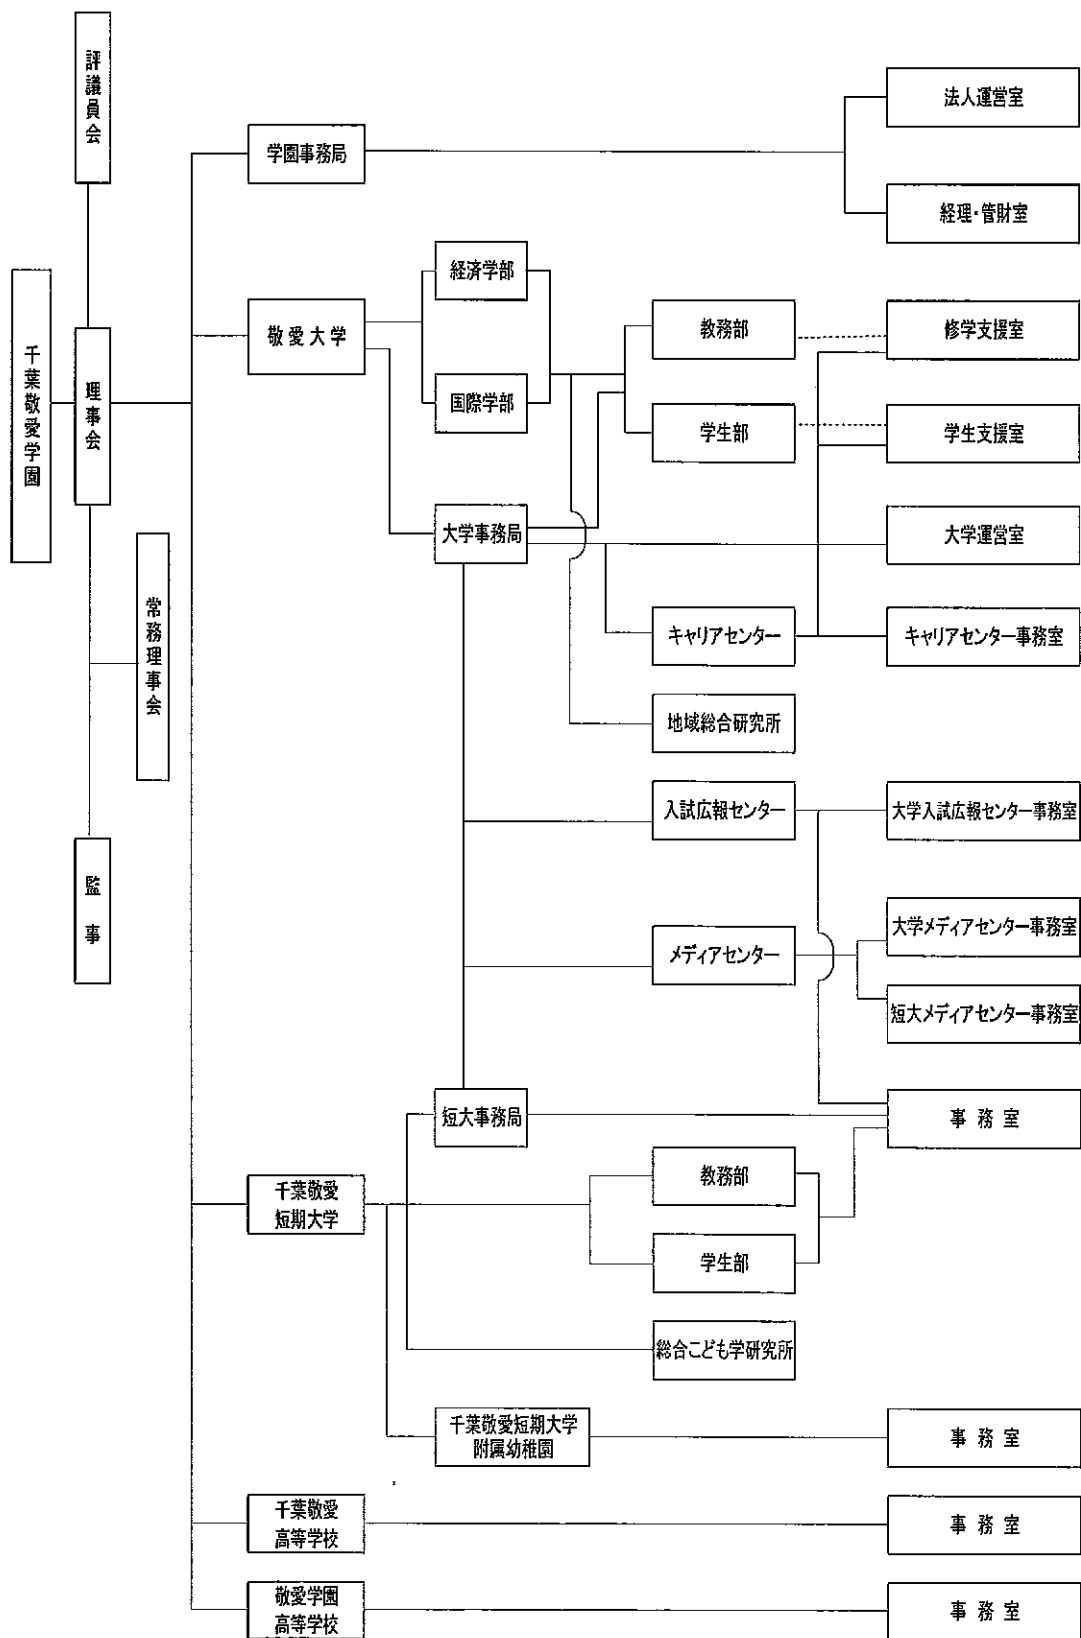 千葉敬愛学園
評議員会
理事会
常務理事会
監事
学園事務局
法人運営室
経理・管財室
敬愛大学
経済学部
国際学部
大学事務局
教務部
学生部
修学支援室
学生支援室
大学運営室
キャリアセンター
キャリアセンター事務室
地域総合研究所
入試広報センター
大学入試広報センター事務室
メディアセンター
大学メディアセンター事務室
短大メディアセンター事務室
短大事務局
事務室
千葉敬愛
短期大学
教務部
学生部
総合こども学研究所
千葉敬愛短期大学
附属幼稚園
事務室
千葉敬愛
高等学校
事務室
敬愛学園
高等学校
事務室